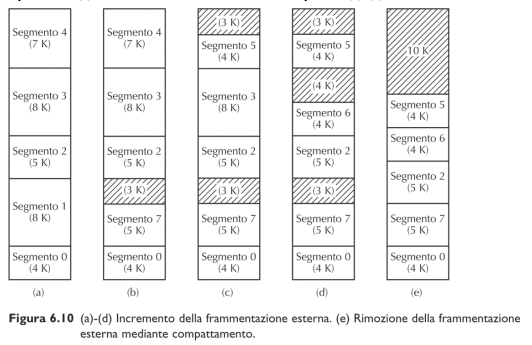 Segmento 4
(7 K)
Segmento 3
(8 K)
Segmento 2
(5 K)
Segmento 1
(8 K)
Segmento 0
(4 K)
(a)
Segmento 4
(7 K)
Segmento 3
(8 K)
Segmento 2
(5 K)
(3 K)
Segmento 7
(5 K)
Segmento 0
(4 K)
(b)
(3 K)
Segmento 5
(4 K)
Segmento 3
(8 K)
Segmento 2
(5 K)
(3 K)
Segmento 7
(5 K)
Segmento 0
(4 K)
(c)
(3 K)
Segmento 5
(4 K)
(4 K)
Segmento 6
(4 K)
Segmento 2
(5 K)
(3 K)
Segmento 7
(5 K)
Segmento 0
(4 K)
(d)
10 K
Segmento 5
(4 K)
Segmento 6
(4 K)
Segmento 2
(5 K)
Segmento 7
(5 K)
Segmento 0
(4 K)
(e)
Figura 6.10 (a)-(d) Incremento della frammentazione esterna. (e) Rimozione della frammentazione
esterna mediante compattamento.